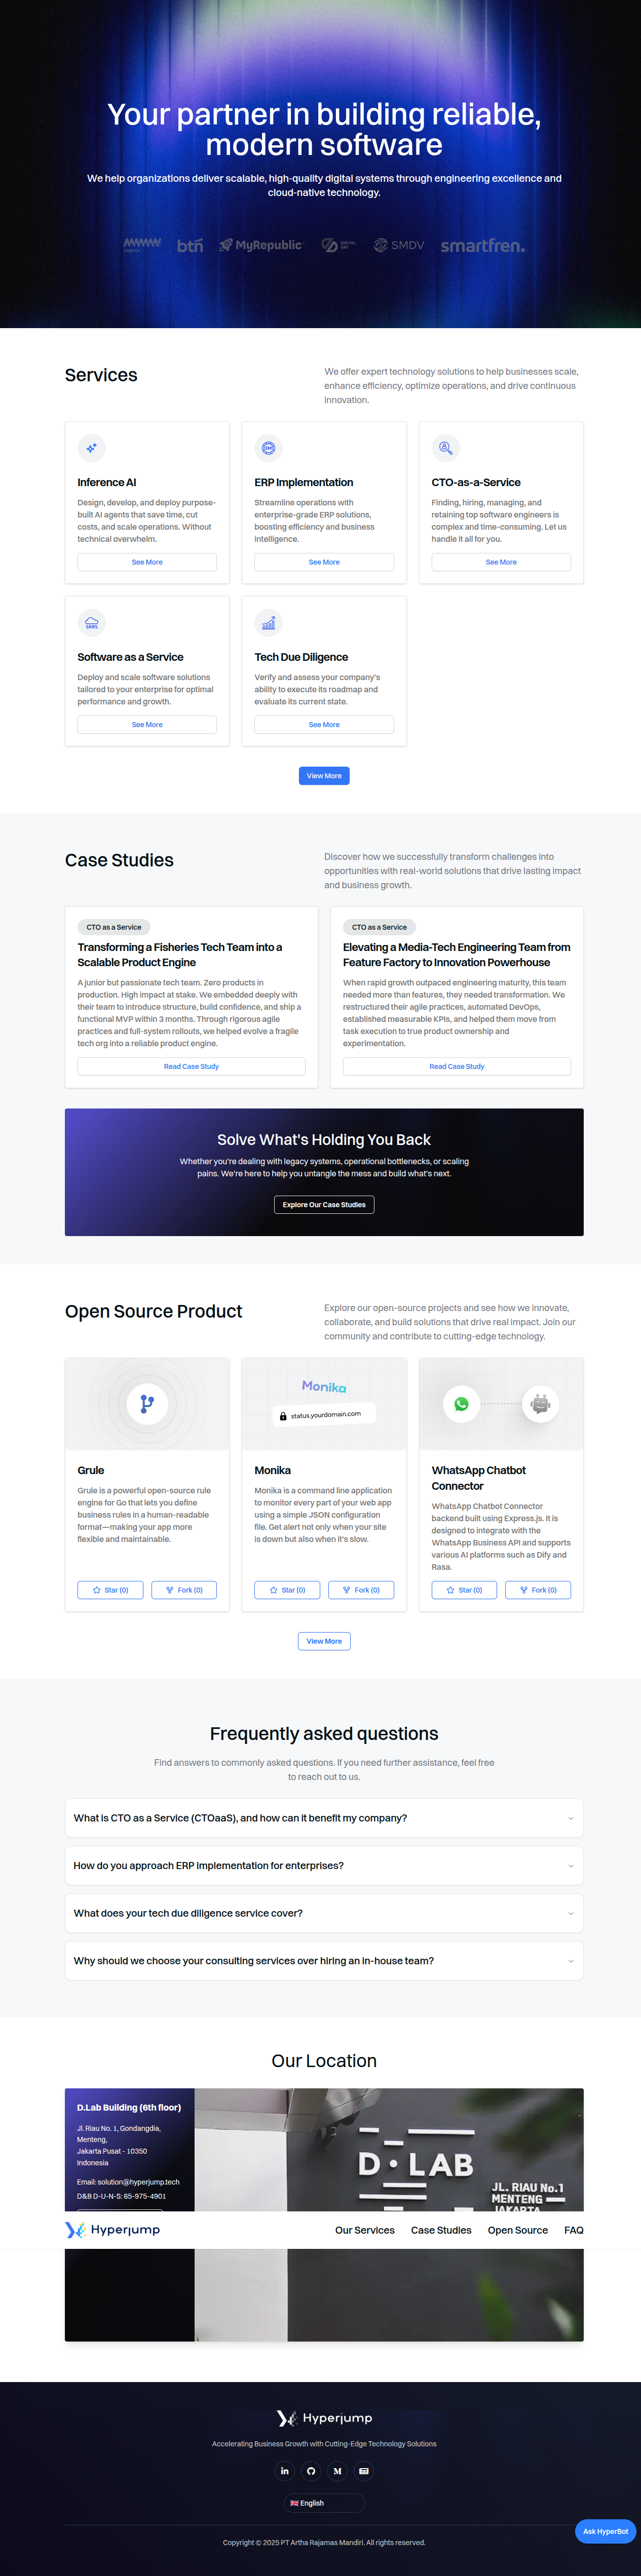 Your partner in building reliable,
modern software
We help organizations deliver scalable, high-quality digital systems through engineering excellence and
cloud-native technology.
btn
MyRepublic
DIGITAL
BAY
SMDV
smartfren.
Services
We offer expert technology solutions to help businesses scale,
enhance efficiency, optimize operations, and drive continuous
innovation.
Inference AI
Design, develop, and deploy purpose-
built AI agents that save time, cut
costs, and scale operations. Without
technical overwhelm.
See More
ERP
ERP Implementation
Streamline operations with
enterprise-grade ERP solutions,
boosting efficiency and business
intelligence.
See More
CTO-as-a-Service
Finding, hiring, managing, and
retaining top software engineers is
complex and time-consuming. Let us
handle it all for you.
See More
SAAS
Software as a Service
Deploy and scale software solutions
tailored to your enterprise for optimal
performance and growth.
See More
Tech Due Diligence
Verify and assess your company's
ability to execute its roadmap and
evaluate its current state.
See More
View More
Case Studies
Discover how we successfully transform challenges into
opportunities with real-world solutions that drive lasting impact
and business growth.
CTO as a Service
Transforming a Fisheries Tech Team into a
Scalable Product Engine
A junior but passionate tech team. Zero products in
production. High impact at stake. We embedded deeply with
their team to introduce structure, build confidence, and ship a
functional MVP within 3 months. Through rigorous agile
practices and full-system rollouts, we helped evolve a fragile
tech org into a reliable product engine.
Read Case Study
CTO as a Service
Elevating a Media-Tech Engineering Team from
Feature Factory to Innovation Powerhouse
When rapid growth outpaced engineering maturity, this team
needed more than features, they needed transformation. We
restructured their agile practices, automated DevOps,
established measurable KPIs, and helped them move from
task execution to true product ownership and
experimentation.
Read Case Study
Solve What's Holding You Back
Whether you're dealing with legacy systems, operational bottlenecks, or scaling
pains. We're here to help you untangle the mess and build what's next.
Explore Our Case Studies
Open Source Product
Explore our open-source projects and see how we innovate,
collaborate, and build solutions that drive real impact. Join our
community and contribute to cutting-edge technology.
Grule
Grule is a powerful open-source rule
engine for Go that lets you define
business rules in a human-readable
format—making your app more
flexible and maintainable.
Star (0)
Fork (0)
Monika
status.yourdomain.com
Monika
Monika is a command line application
to monitor every part of your web app
using a simple JSON configuration
file. Get alert not only when your site
is down but also when it's slow.
Star (0)
Fork (0)
WhatsApp Chatbot
Connector
WhatsApp Chatbot Connector
backend built using Express.js. It is
designed to integrate with the
WhatsApp Business API and supports
various AI platforms such as Dify and
Rasa.
Star (0)
Fork (0)
View More
Frequently asked questions
Find answers to commonly asked questions. If you need further assistance, feel free
to reach out to us.
What is CTO as a Service (CTOaaS), and how can it benefit my company?
How do you approach ERP implementation for enterprises?
What does your tech due diligence service cover?
Why should we choose your consulting services over hiring an in-house team?
Our Location
D.Lab Building (6th floor)
Jl. Riau No. 1, Gondangdia,
Menteng,
Jakarta Pusat - 10350
Indonesia
Email: solution@hyperjump.tech
D&B D-U-N-S: 65-975-4901
D·LAB
JL. RIAU No.1
MENTENG
JAKARTA
Hyperjump
Our Services
Case Studies
Open Source
FAQ
Hyperjump
Accelerating Business Growth with Cutting-Edge Technology Solutions
English
Ask HyperBot
Copyright © 2025 PT Artha Rajamas Mandiri. All rights reserved.